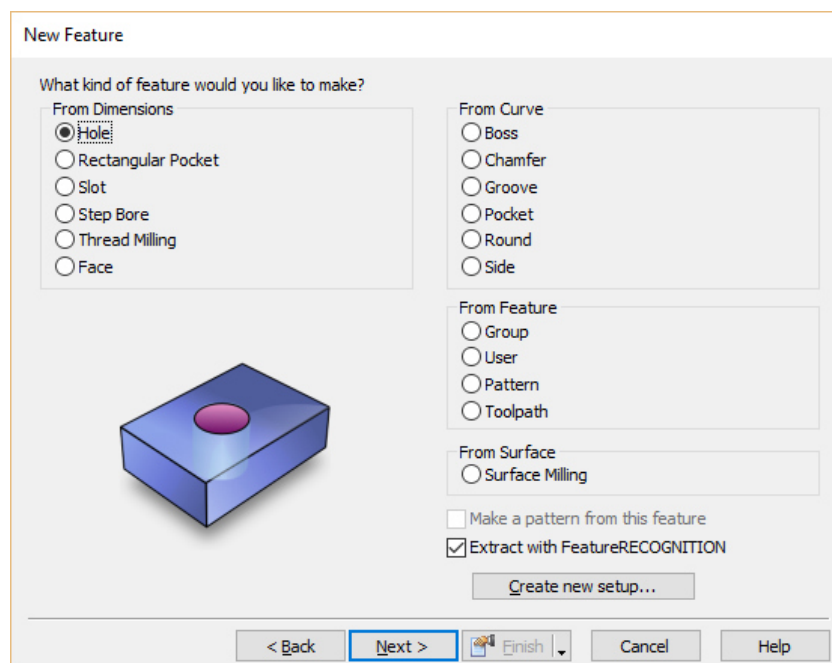 New Feature
What kind of feature would you like to make?
From Dimensions
Hole
Rectangular Pocket
Slot
Step Bore
Thread Milling
Face
From Curve
Boss
Chamfer
Groove
Pocket
Round
Side
From Feature
Group
User
Pattern
Toolpath
From Surface
Surface Milling
Make a pattern from this feature
Extract with FeatureRECOGNITION
Create new setup...
< Back Next > Finish Cancel Help